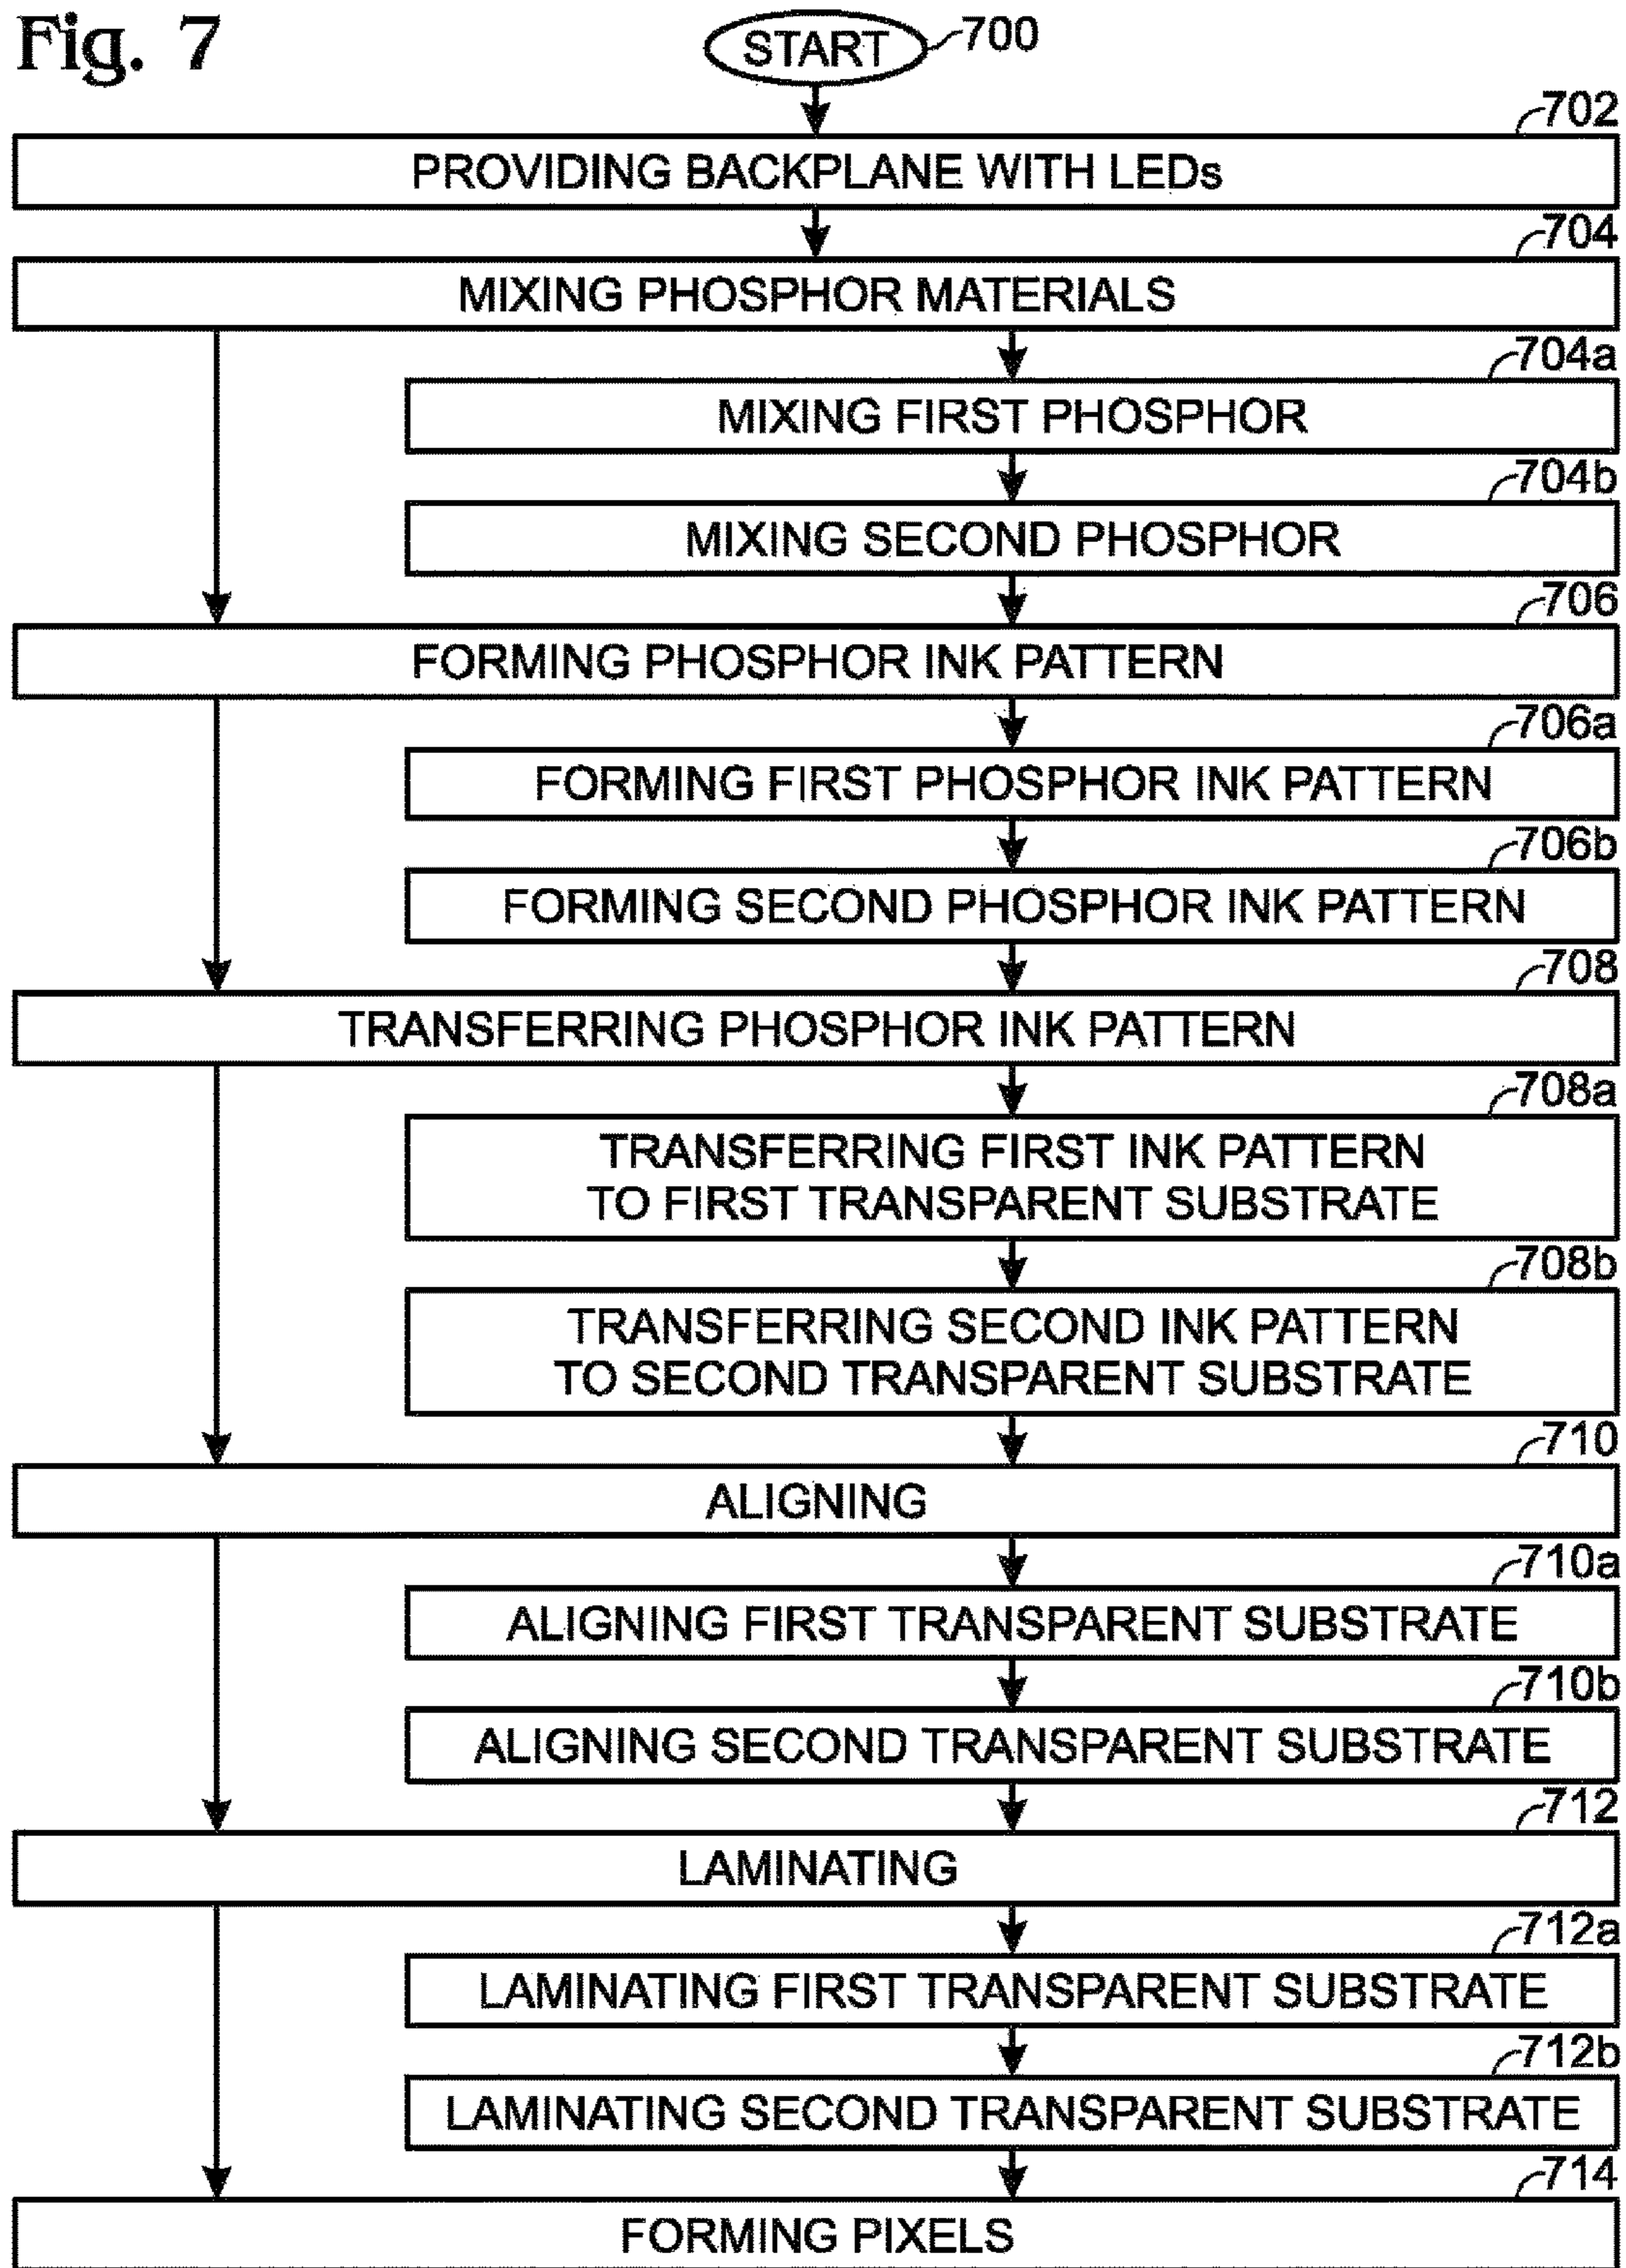 Fig. 7
START
700
702
PROVIDING BACKPLANE WITH LEDs
704
MIXING PHOSPHOR MATERIALS
704a
MIXING FIRST PHOSPHOR
704b
MIXING SECOND PHOSPHOR
706
FORMING PHOSPHOR INK PATTERN
706a
FORMING FIRST PHOSPHOR INK PATTERN
706b
FORMING SECOND PHOSPHOR INK PATTERN
708
TRANSFERRING PHOSPHOR INK PATTERN
708a
TRANSFERRING FIRST INK PATTERN
TO FIRST TRANSPARENT SUBSTRATE
708b
TRANSFERRING SECOND INK PATTERN
TO SECOND TRANSPARENT SUBSTRATE
710
ALIGNING
710a
ALIGNING FIRST TRANSPARENT SUBSTRATE
710b
ALIGNING SECOND TRANSPARENT SUBSTRATE
712
LAMINATING
712a
LAMINATING FIRST TRANSPARENT SUBSTRATE
712b
LAMINATING SECOND TRANSPARENT SUBSTRATE
714
FORMING PIXELS